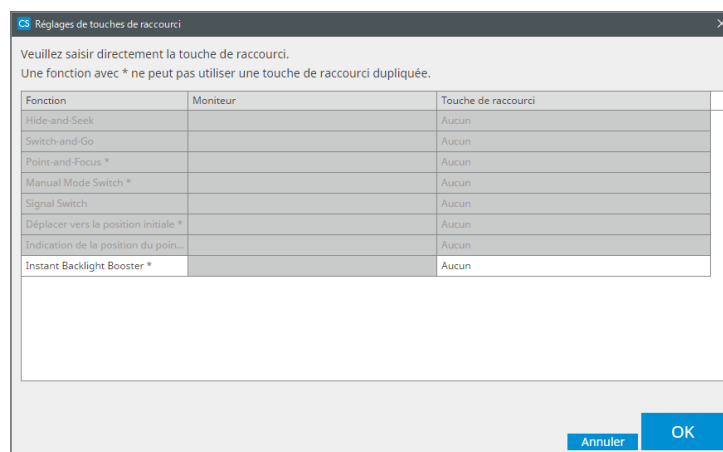 CS Réglages de touches de raccourci
Veuillez saisir directement la touche de raccourci.
Une fonction avec * ne peut pas utiliser une touche de raccourci dupliquée.
Fonction Moniteur Touche de raccourci
Hide-and-Seek Aucun
Switch-and-Go Aucun
Point-and-Focus * Aucun
Manual Mode Switch * Aucun
Signal Switch Aucun
Déplacer vers la position initiale * Aucun
Indication de la position du poin... Aucun
Instant Backlight Booster * Aucun
Annuler OK